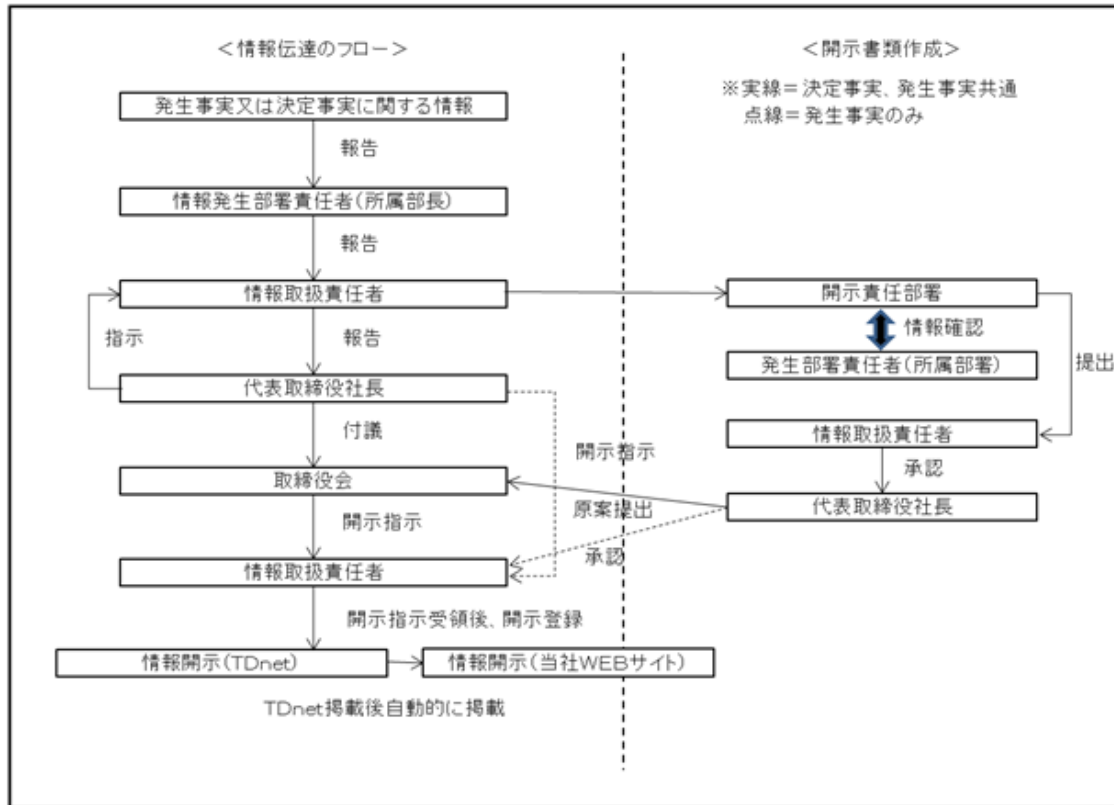 ＜情報伝達のフロー＞
発生事実又は決定事実に関する情報
報告
情報発生部署責任者（所属部長）
報告
情報取扱責任者
指示
報告
代表取締役社長
付議
開示指示
取締役会
原案提出
開示指示
承認
情報取扱責任者
開示指示受領後、開示登録
情報開示（TDnet）
情報開示（当社WEBサイト）
TDnet掲載後自動的に掲載
＜開示書類作成＞
※実線＝決定事実、発生事実共通
点線＝発生事実のみ
開示責任部署
情報確認
発生部署責任者（所属部署）
提出
情報取扱責任者
承認
代表取締役社長